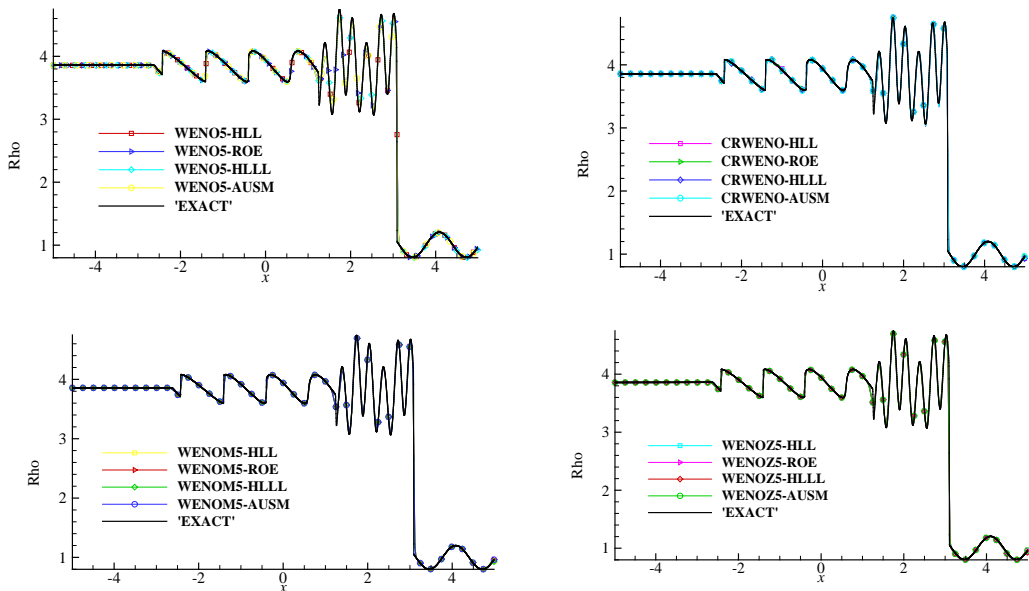 Rho
4
3
2
1
WENO5-HLL
WENO5-ROE
WENO5-HLLL
WENO5-AUSM
'EXACT'
-4 -2 0 2 4
x
Rho
4
3
2
1
CRWENO-HLL
CRWENO-ROE
CRWENO-HLLL
CRWENO-AUSM
'EXACT'
-4 -2 0 2 4
x
Rho
4
3
2
1
WENOM5-HLL
WENOM5-ROE
WENOM5-HLLL
WENOM5-AUSM
'EXACT'
-4 -2 0 2 4
x
Rho
4
3
2
1
WENOZ5-HLL
WENOZ5-ROE
WENOZ5-HLLL
WENOZ5-AUSM
'EXACT'
-4 -2 0 2 4
x